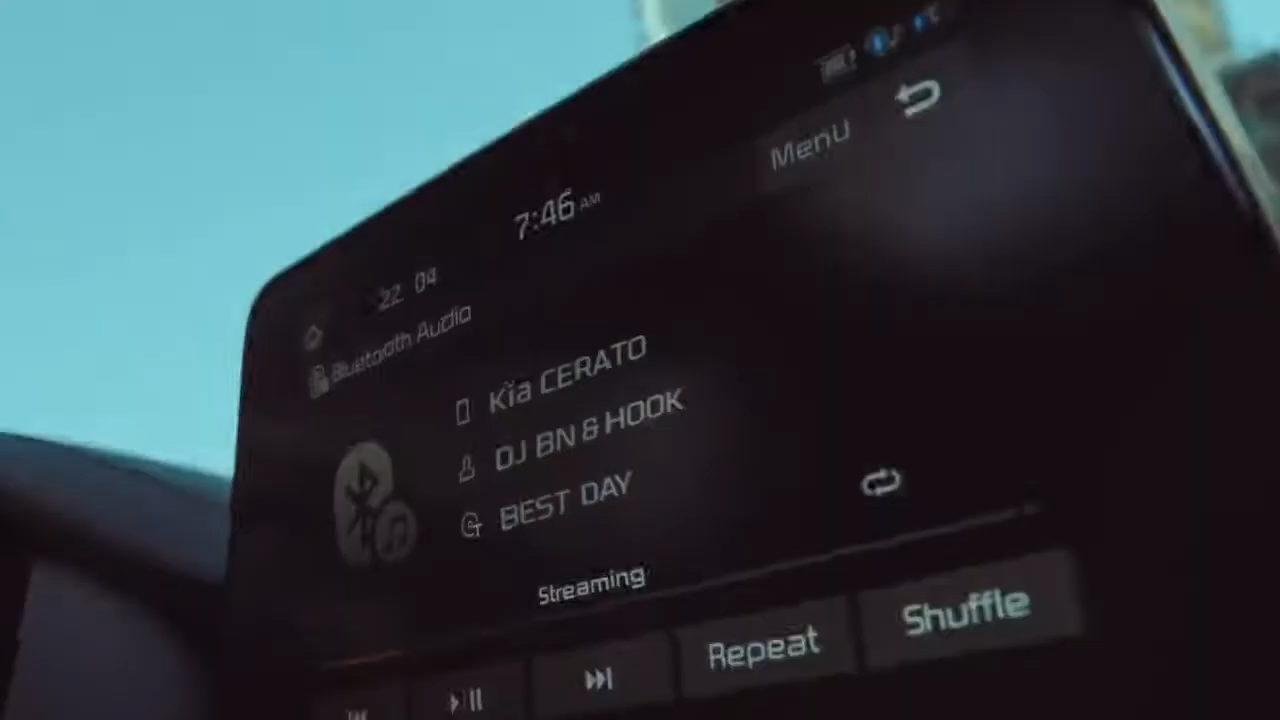 Menu
7:46 AM
22 04
Bluetooth Audio
Kia CERATO
DJ BN & HOOK
BEST DAY
Streaming
Repeat
Shuffle